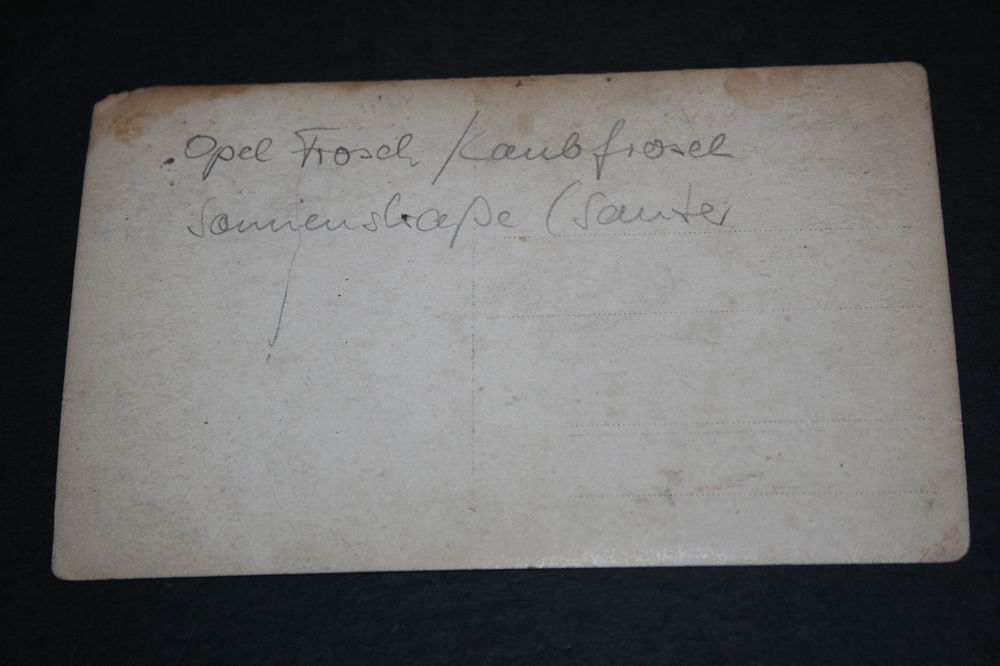 Opel Frosch / Laubfrosch
Sonnenstraße (Sauter